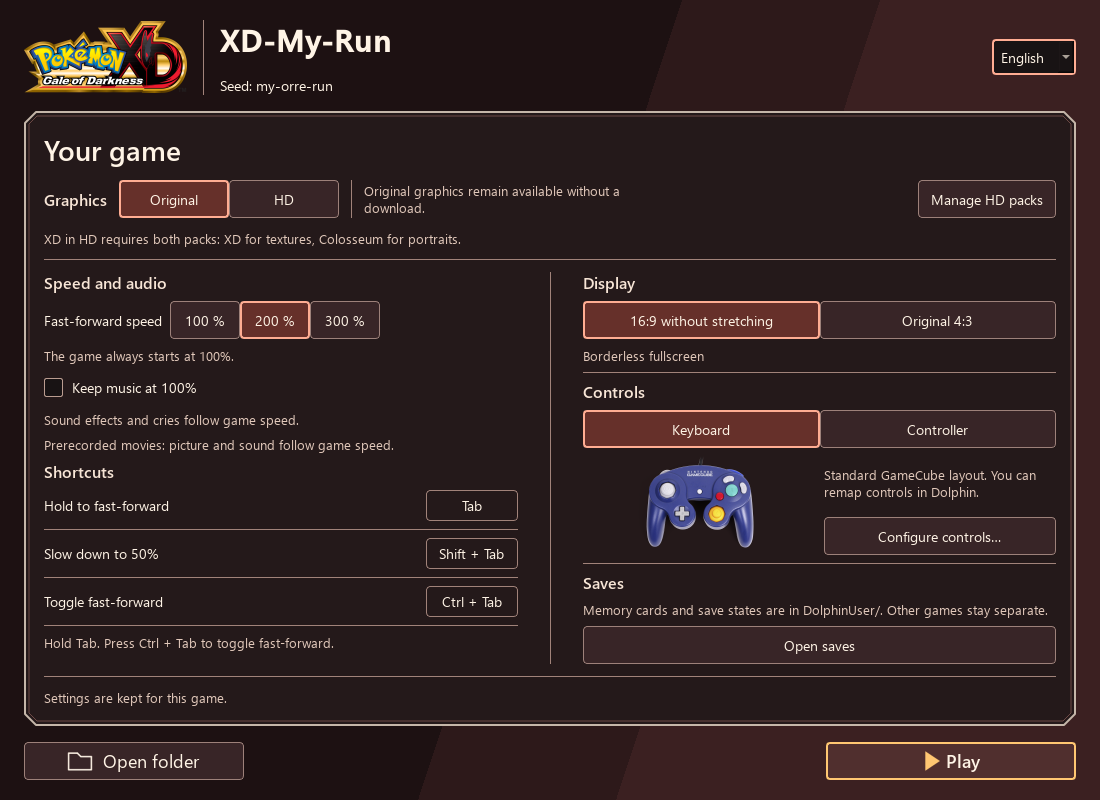 POKéMON XD
Gale of Darkness
XD-My-Run
Seed: my-orre-run
English
Your game
Graphics
Original
HD
Original graphics remain available without a
download.
Manage HD packs
XD in HD requires both packs: XD for textures, Colosseum for portraits.
Speed and audio
Fast-forward speed
100 %
200 %
300 %
The game always starts at 100%.
Keep music at 100%
Sound effects and cries follow game speed.
Prerecorded movies: picture and sound follow game speed.
Shortcuts
Hold to fast-forward
Tab
Slow down to 50%
Shift + Tab
Toggle fast-forward
Ctrl + Tab
Hold Tab. Press Ctrl + Tab to toggle fast-forward.
Display
16:9 without stretching
Original 4:3
Borderless fullscreen
Controls
Keyboard
Controller
Standard GameCube layout. You can
remap controls in Dolphin.
Configure controls...
Saves
Memory cards and save states are in DolphinUser/. Other games stay separate.
Open saves
Settings are kept for this game.
Open folder
Play